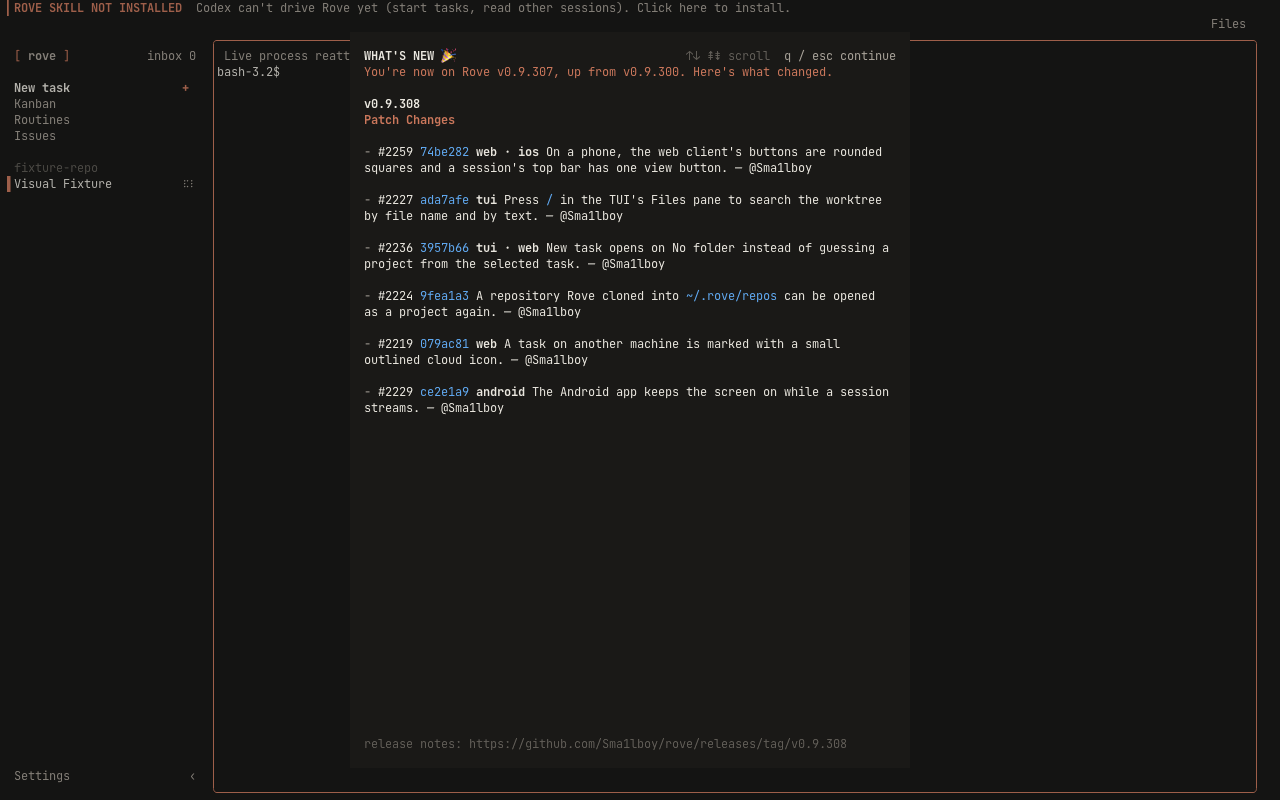 ROVE SKILL NOT INSTALLED  Codex can't drive Rove yet (start tasks, read other sessions). Click here to install.
Files
[ rove ]  inbox 0
New task  +
Kanban
Routines
Issues
fixture-repo
Visual Fixture
Settings  ‹
Live process reatt
bash-3.2$
WHAT'S NEW 🎉  ↑↓ ⇞⇟ scroll  q / esc continue
You're now on Rove v0.9.307, up from v0.9.300. Here's what changed.
v0.9.308
Patch Changes
- #2259 74be282 web · ios On a phone, the web client's buttons are rounded
squares and a session's top bar has one view button. — @Sma1lboy
- #2227 ada7afe tui Press / in the TUI's Files pane to search the worktree
by file name and by text. — @Sma1lboy
- #2236 3957b66 tui · web New task opens on No folder instead of guessing a
project from the selected task. — @Sma1lboy
- #2224 9fea1a3 A repository Rove cloned into ~/.rove/repos can be opened
as a project again. — @Sma1lboy
- #2219 079ac81 web A task on another machine is marked with a small
outlined cloud icon. — @Sma1lboy
- #2229 ce2e1a9 android The Android app keeps the screen on while a session
streams. — @Sma1lboy
release notes: https://github.com/Sma1lboy/rove/releases/tag/v0.9.308